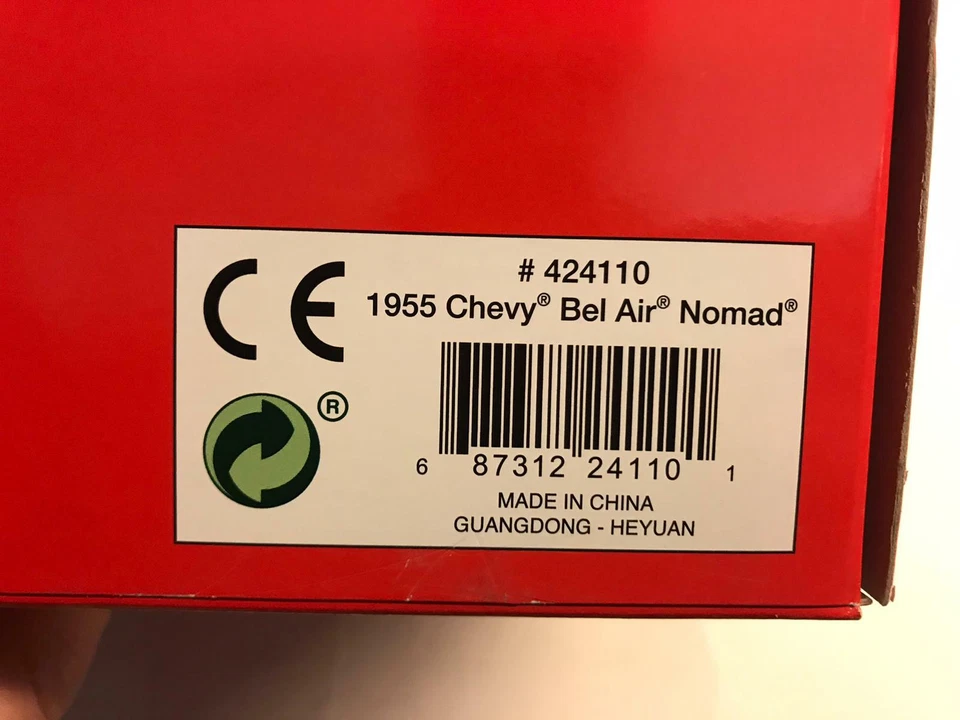 CE
# 424110
1955 Chevy® Bel Air® Nomad®
®
6 87312 24110 1
MADE IN CHINA
GUANGDONG - HEYUAN